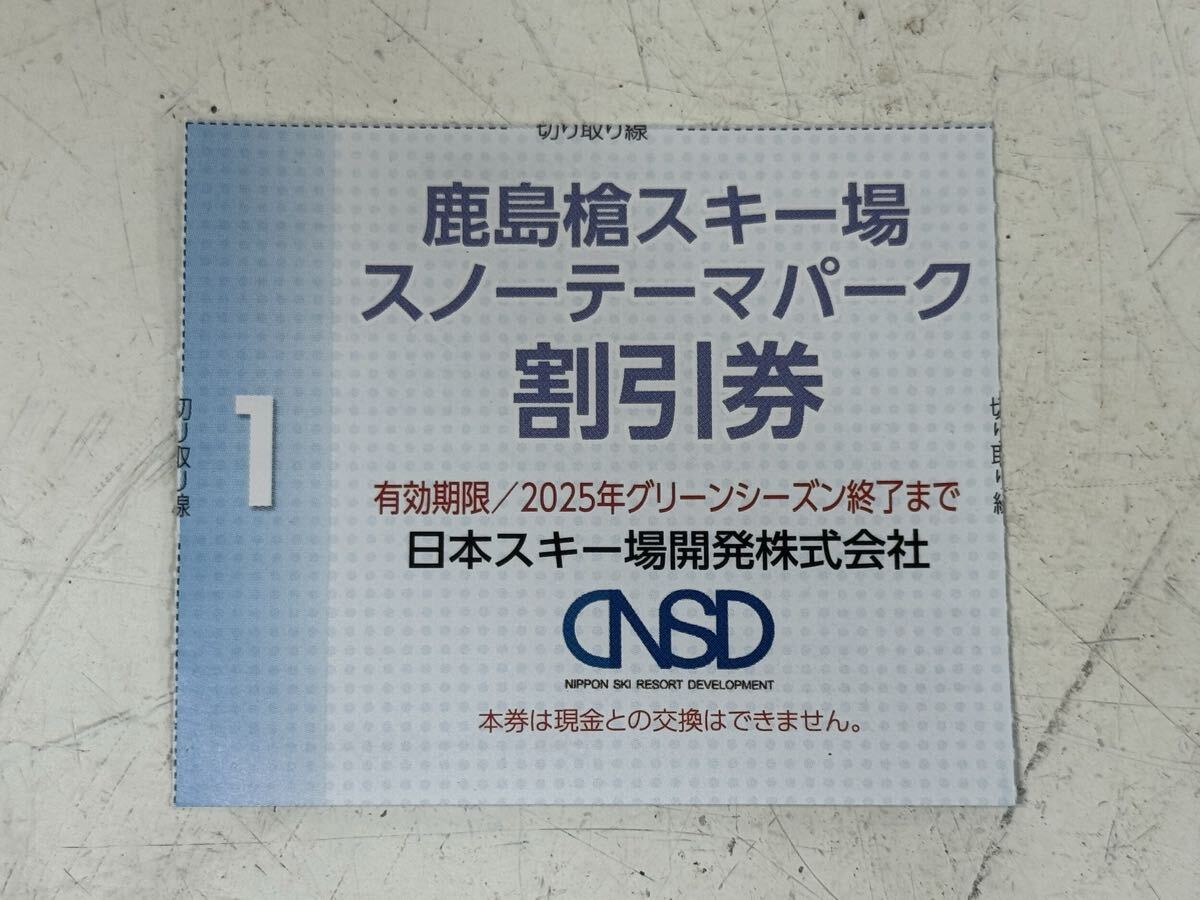 切り取り線
鹿島槍スキー場
スノーテーマパーク
割引券
切り取り線
1
切り取り線
有効期限／2025年グリーンシーズン終了まで
日本スキー場開発株式会社
NSD
NIPPON SKI RESORT DEVELOPMENT
本券は現金との交換はできません。